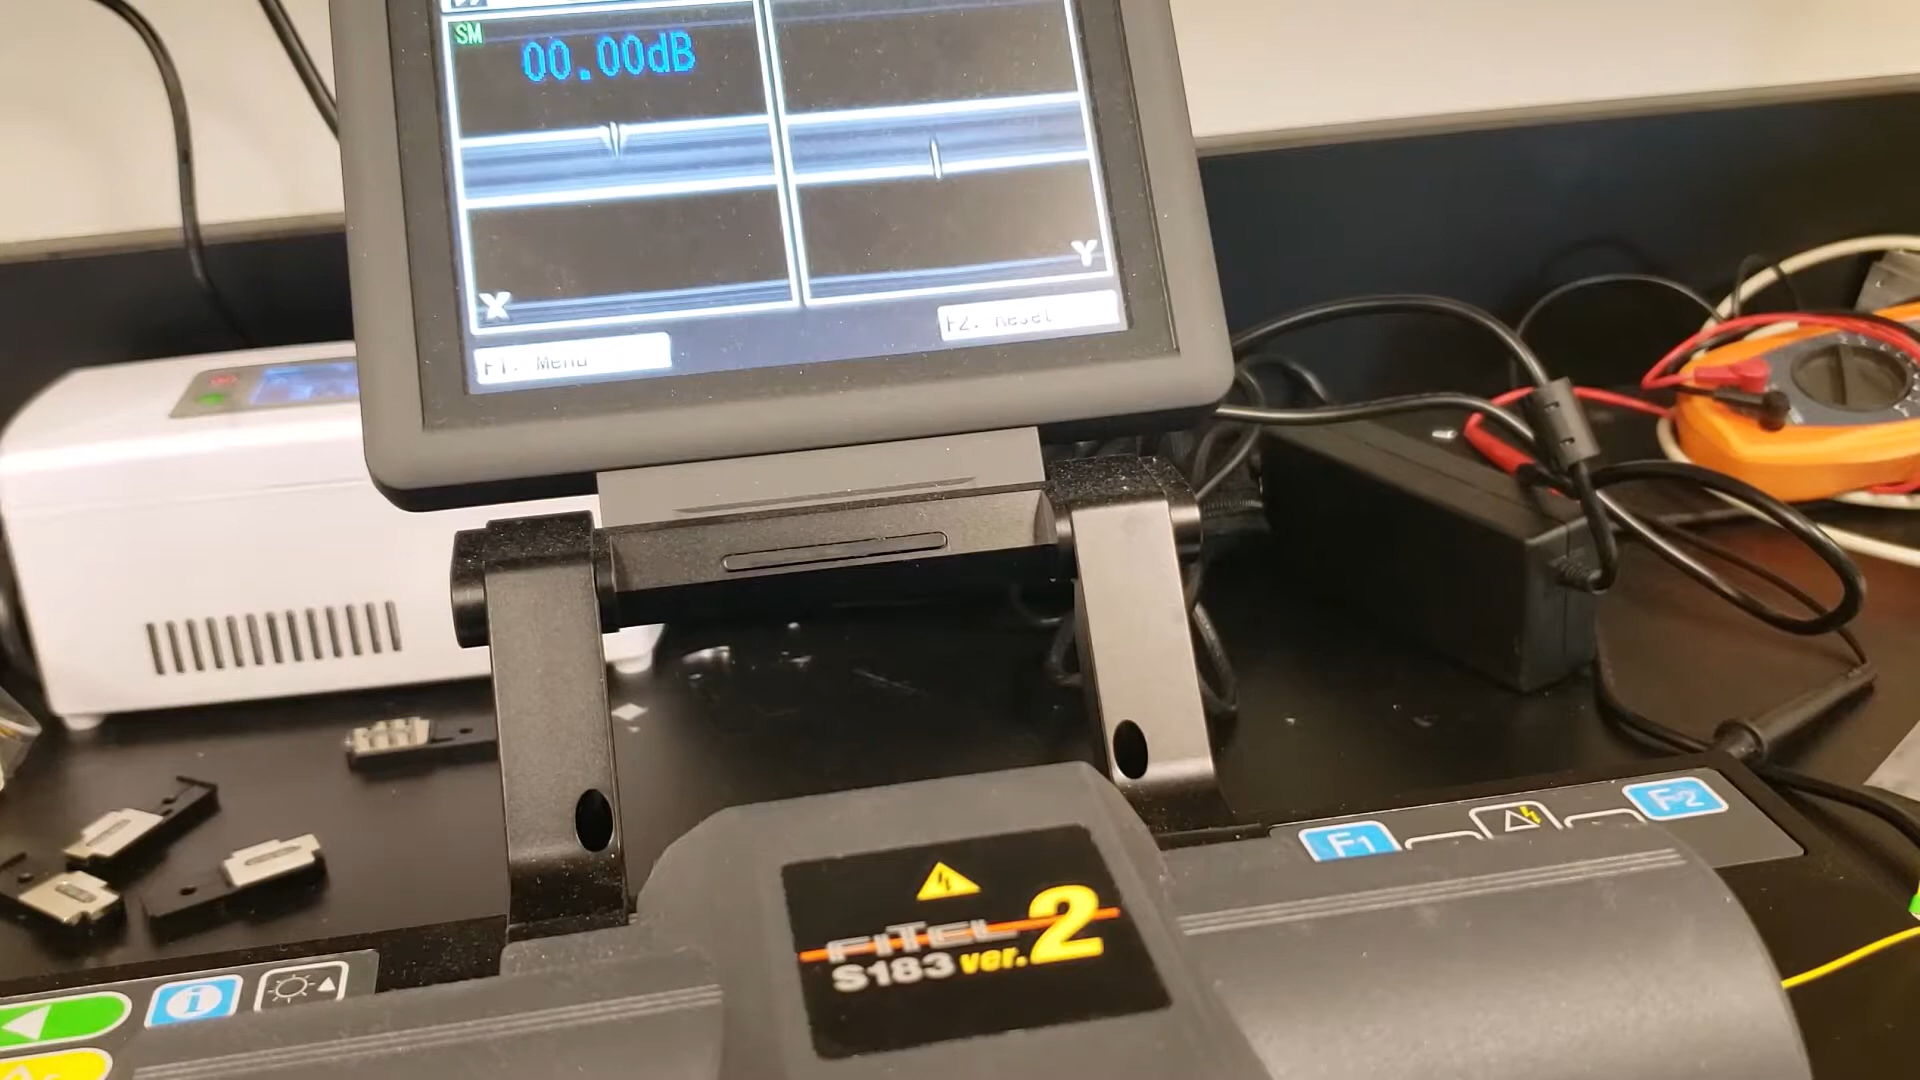 SM
00.00dB
X
Y
F1: Menu
F2: Reset
F1
F2
FITEL
S183 ver.2